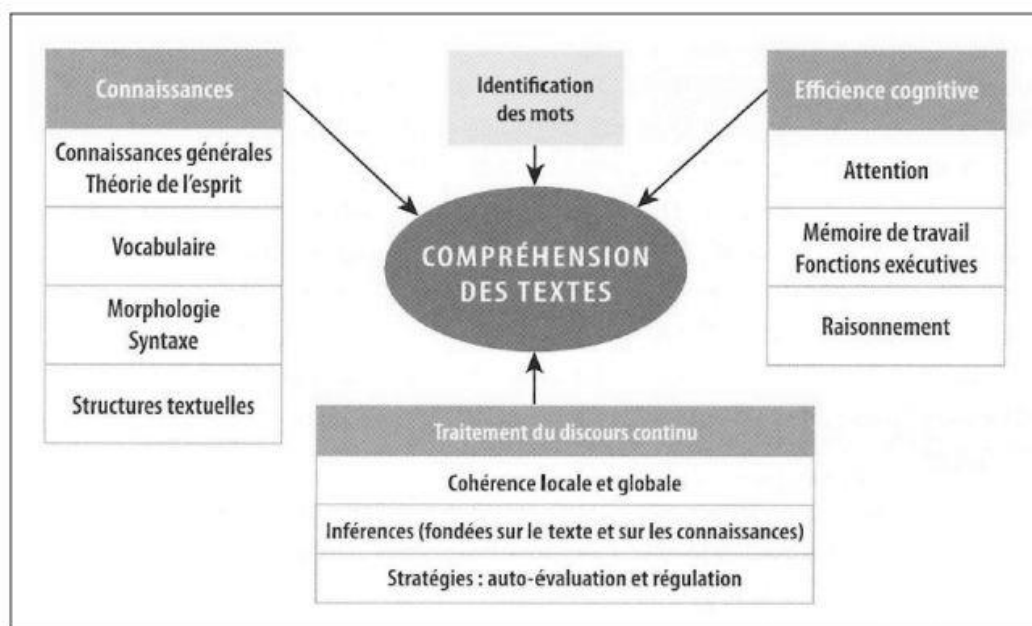 Connaissances
Connaissances générales
Théorie de l'esprit
Vocabulaire
Morphologie
Syntaxe
Structures textuelles
Identification
des mots
COMPRÉHENSION
DES TEXTES
Efficience cognitive
Attention
Mémoire de travail
Fonctions exécutives
Raisonnement
Traitement du discours continu
Cohérence locale et globale
Inférences (fondées sur le texte et sur les connaissances)
Stratégies : auto-évaluation et régulation